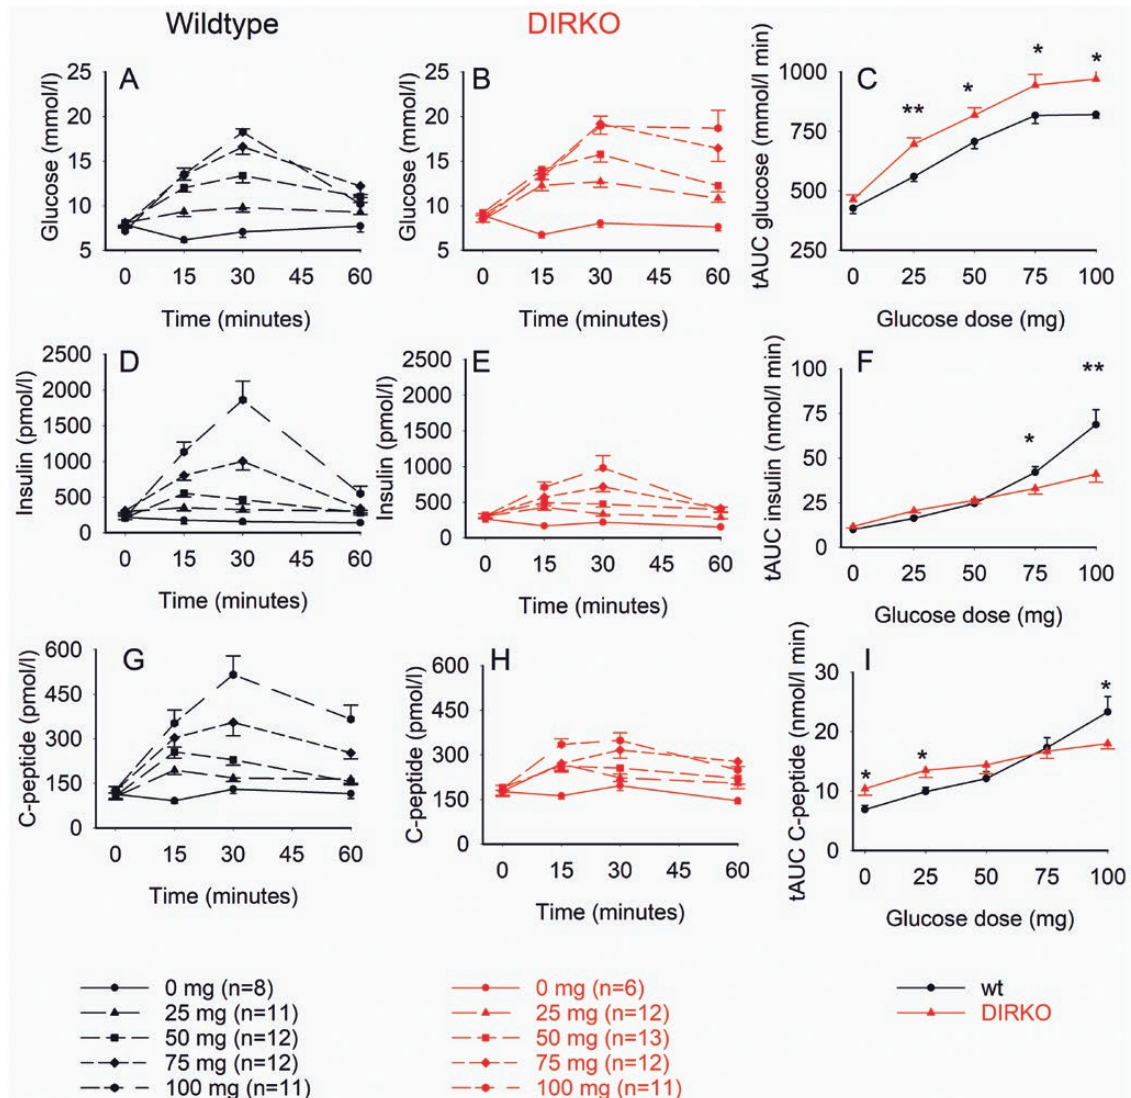 Wildtype
DIRKO
A
Glucose (mmol/l)
25
20
15
10
5
0 15 30 45 60
Time (minutes)
B
Glucose (mmol/l)
25
20
15
10
5
0 15 30 45 60
Time (minutes)
C
tAUC glucose (mmol/l min)
1000
750
500
250
**
*
*
*
0 25 50 75 100
Glucose dose (mg)
D
Insulin (pmol/l)
2500
2000
1500
1000
500
0
0 15 30 45 60
Time (minutes)
E
Insulin (pmol/l)
2500
2000
1500
1000
500
0
0 15 30 45 60
Time (minutes)
F
tAUC insulin (nmol/l min)
100
75
50
25
0
*
**
0 25 50 75 100
Glucose dose (mg)
G
C-peptide (pmol/l)
600
450
300
150
0
0 15 30 45 60
Time (minutes)
H
C-peptide (pmol/l)
600
450
300
150
0
0 15 30 45 60
Time (minutes)
I
tAUC C-peptide (nmol/l min)
30
20
10
0
*
*
*
0 25 50 75 100
Glucose dose (mg)
0 mg (n=8)
25 mg (n=11)
50 mg (n=12)
75 mg (n=12)
100 mg (n=11)
0 mg (n=6)
25 mg (n=12)
50 mg (n=13)
75 mg (n=12)
100 mg (n=11)
wt
DIRKO